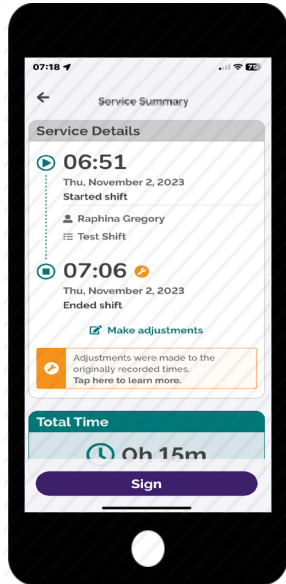 07:18
75
Service Summary
Service Details
06:51
Thu, November 2, 2023
Started shift
Raphina Gregory
Test Shift
07:06
Thu, November 2, 2023
Ended shift
Make adjustments
Adjustments were made to the
originally recorded times.
Tap here to learn more.
Total Time
0h 15m
Sign